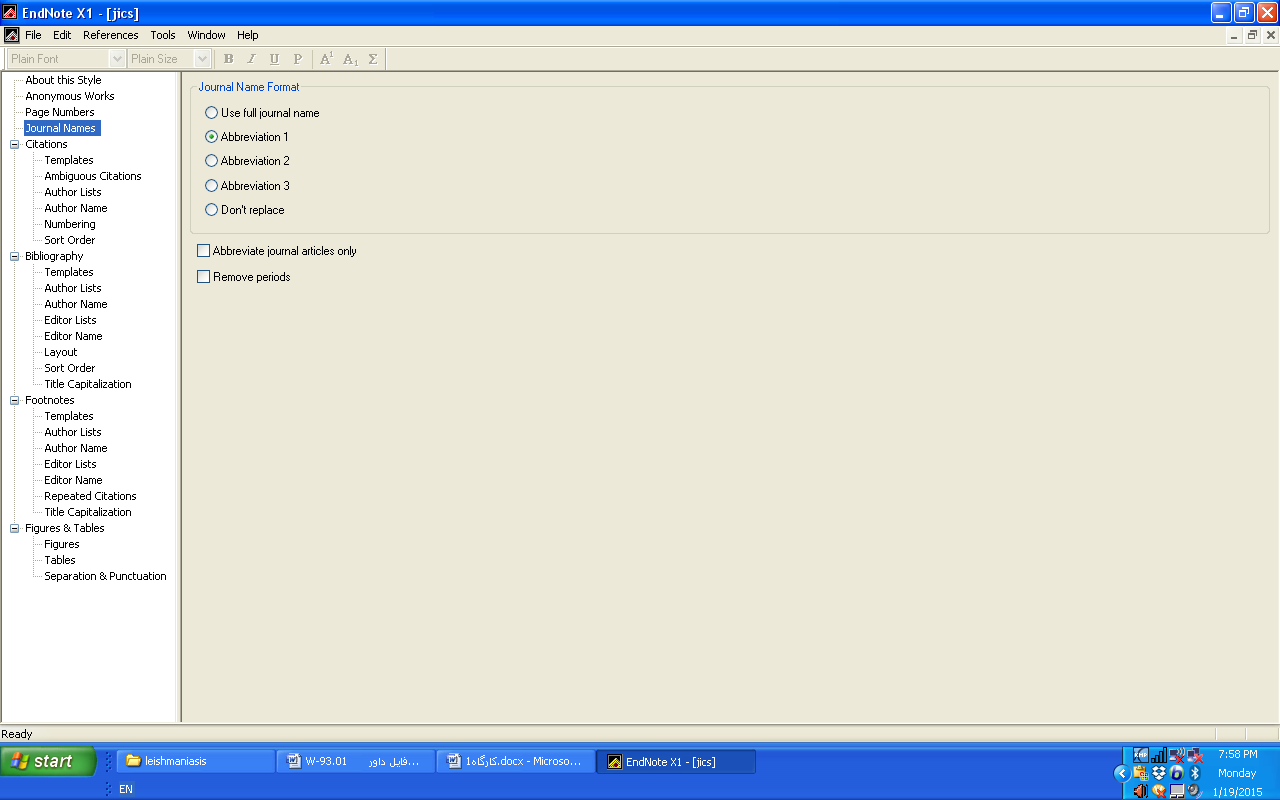 EndNote X1 - [jics]
File Edit References Tools Window Help
Plain Font Plain Size B I U P A1 A1 Σ
About this Style
Anonymous Works
Page Numbers
Journal Names
Citations
Templates
Ambiguous Citations
Author Lists
Author Name
Numbering
Sort Order
Bibliography
Templates
Author Lists
Author Name
Editor Lists
Editor Name
Layout
Sort Order
Title Capitalization
Footnotes
Templates
Author Lists
Author Name
Editor Lists
Editor Name
Repeated Citations
Title Capitalization
Figures & Tables
Figures
Tables
Separation & Punctuation
Journal Name Format
Use full journal name
Abbreviation 1
Abbreviation 2
Abbreviation 3
Don't replace
Abbreviate journal articles only
Remove periods
Ready
start
leishmaniasis
W-93.01 فایل داور...
کارگاه1.docx - Microso...
EndNote X1 - [jics]
EN
KMP
7:58 PM
Monday
1/19/2015